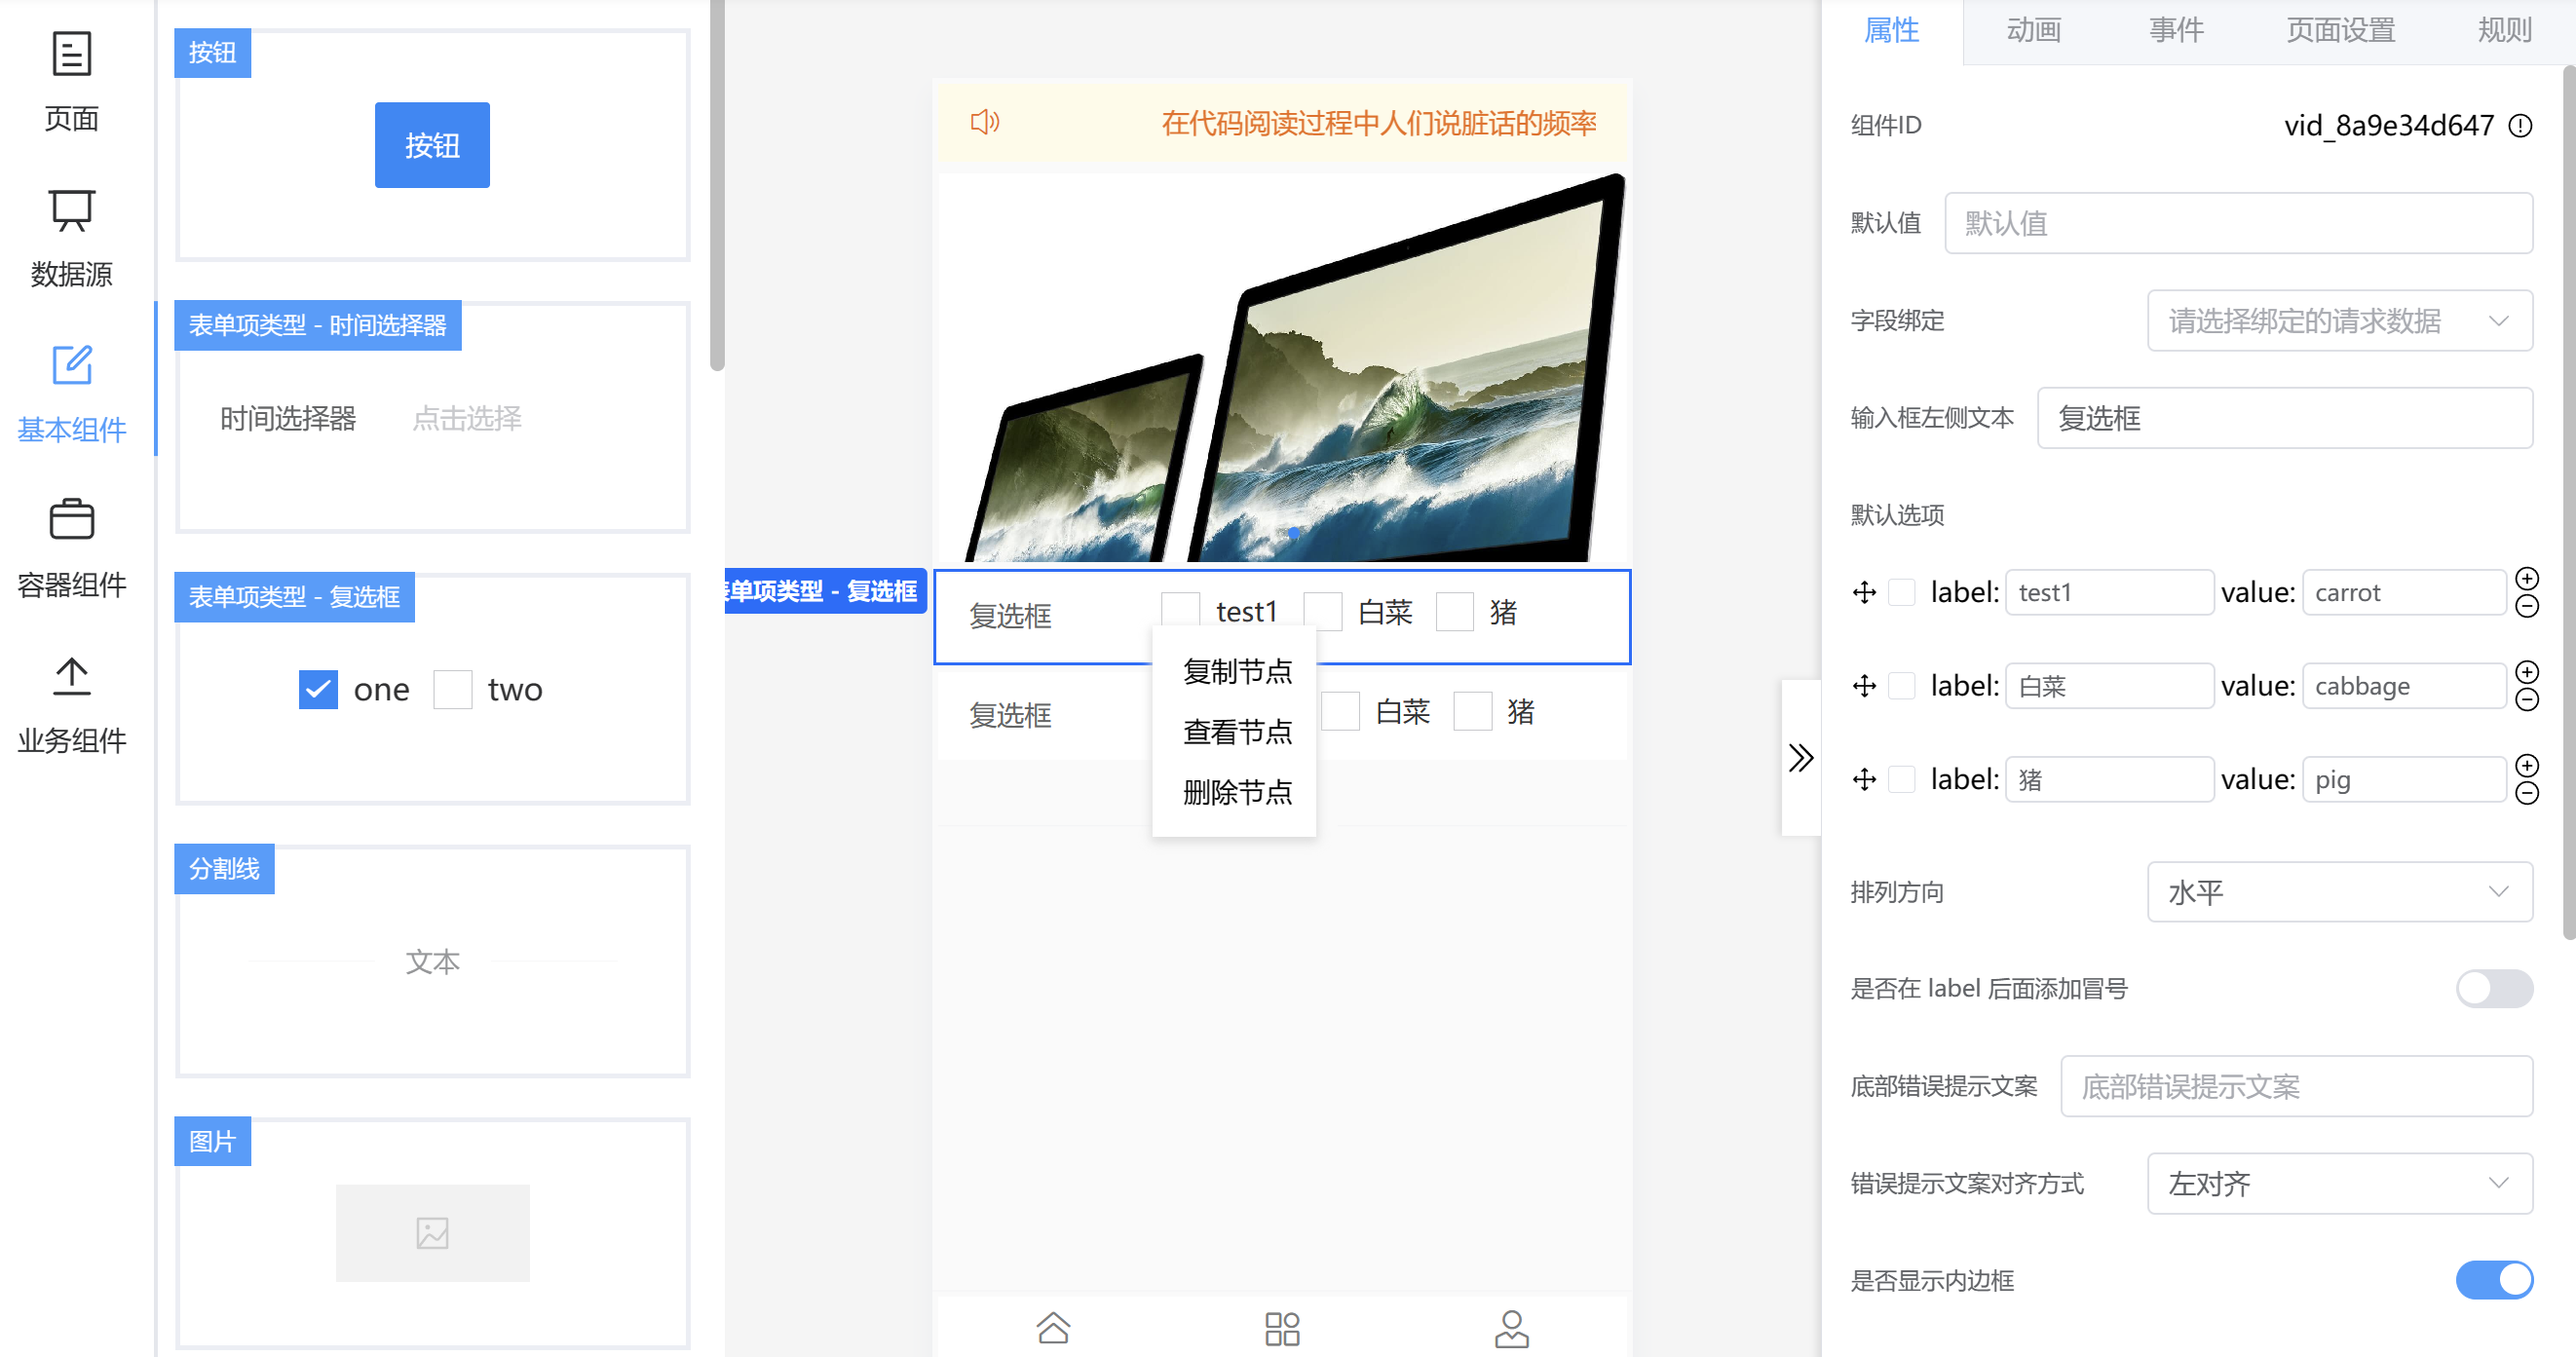 页面
数据源
基本组件
容器组件
业务组件
按钮
按钮
表单项类型 - 时间选择器
时间选择器 点击选择
表单项类型 - 复选框
one two
分割线
文本
图片
在代码阅读过程中人们说脏话的频率
单项类型 - 复选框
复选框 test1 白菜 猪
复选框 白菜 猪
复制节点
查看节点
删除节点
属性 动画 事件 页面设置 规则
组件ID vid_8a9e34d647
默认值 默认值
字段绑定 请选择绑定的请求数据
输入框左侧文本 复选框
默认选项
label: test1 value: carrot
label: 白菜 value: cabbage
label: 猪 value: pig
排列方向 水平
是否在 label 后面添加冒号
底部错误提示文案 底部错误提示文案
错误提示文案对齐方式 左对齐
是否显示内边框